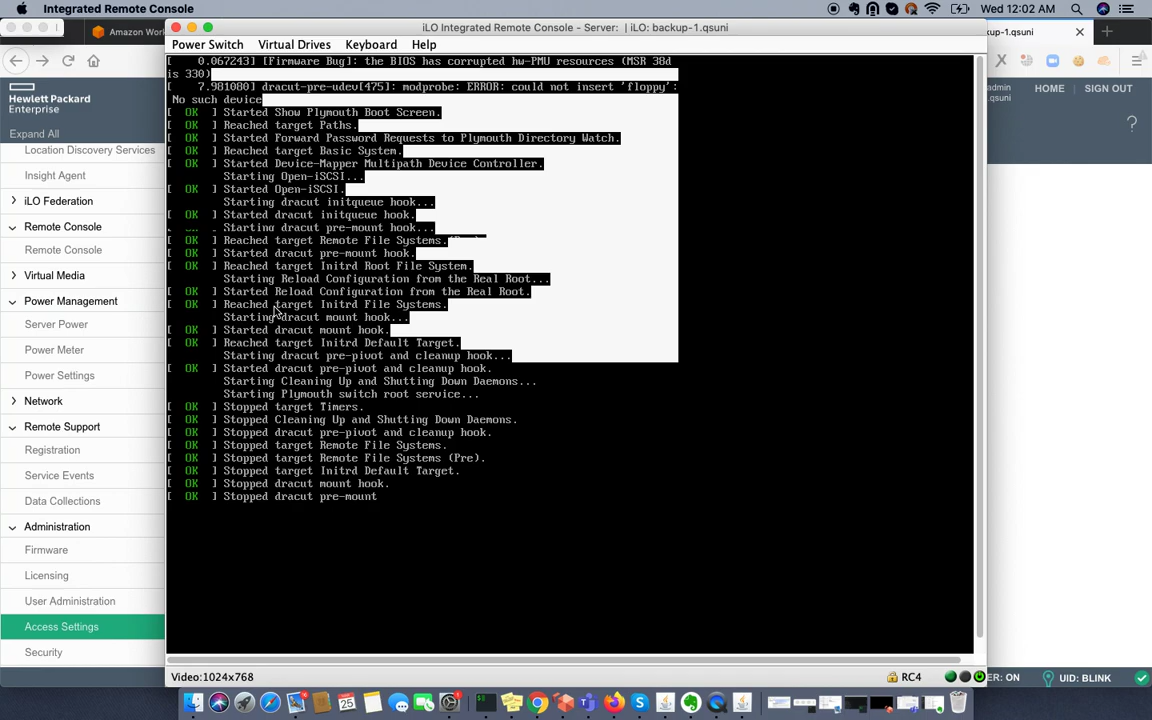 Integrated Remote Console
Wed 12:02 AM
iLO Integrated Remote Console - Server: | iLO: backup-1.qsuni
Amazon Work
kup-1.qsuni
Power Switch Virtual Drives Keyboard Help
Hewlett Packard
Enterprise
admin
.qsuni
HOME SIGN OUT
?
Expand All
Location Discovery Services
Insight Agent
iLO Federation
Remote Console
Remote Console
Virtual Media
Power Management
Server Power
Power Meter
Power Settings
Network
Remote Support
Registration
Service Events
Data Collections
Administration
Firmware
Licensing
User Administration
Access Settings
Security
[    0.067243] [Firmware Bug]: the BIOS has corrupted hw-PMU resources (MSR 38d
is 330)
[    7.981080] dracut-pre-udev[475]: modprobe: ERROR: could not insert 'floppy':
No such device
[  OK  ] Started Show Plymouth Boot Screen.
[  OK  ] Reached target Paths.
[  OK  ] Started Forward Password Requests to Plymouth Directory Watch.
[  OK  ] Reached target Basic System.
[  OK  ] Started Device-Mapper Multipath Device Controller.
Starting Open-iSCSI...
[  OK  ] Started Open-iSCSI.
Starting dracut initqueue hook...
[  OK  ] Started dracut initqueue hook.
Starting dracut pre-mount hook...
[  OK  ] Reached target Remote File Systems.
[  OK  ] Started dracut pre-mount hook.
[  OK  ] Reached target Initrd Root File System.
Starting Reload Configuration from the Real Root...
[  OK  ] Started Reload Configuration from the Real Root.
[  OK  ] Reached target Initrd File Systems.
Starting dracut mount hook...
[  OK  ] Started dracut mount hook.
[  OK  ] Reached target Initrd Default Target.
Starting dracut pre-pivot and cleanup hook...
[  OK  ] Started dracut pre-pivot and cleanup hook.
Starting Cleaning Up and Shutting Down Daemons...
Starting Plymouth switch root service...
[  OK  ] Stopped target Timers.
[  OK  ] Stopped Cleaning Up and Shutting Down Daemons.
[  OK  ] Stopped dracut pre-pivot and cleanup hook.
[  OK  ] Stopped target Remote File Systems.
[  OK  ] Stopped target Remote File Systems (Pre).
[  OK  ] Stopped target Initrd Default Target.
[  OK  ] Stopped dracut mount hook.
[  OK  ] Stopped dracut pre-mount
Video:1024x768
RC4
ER: ON
UID: BLINK